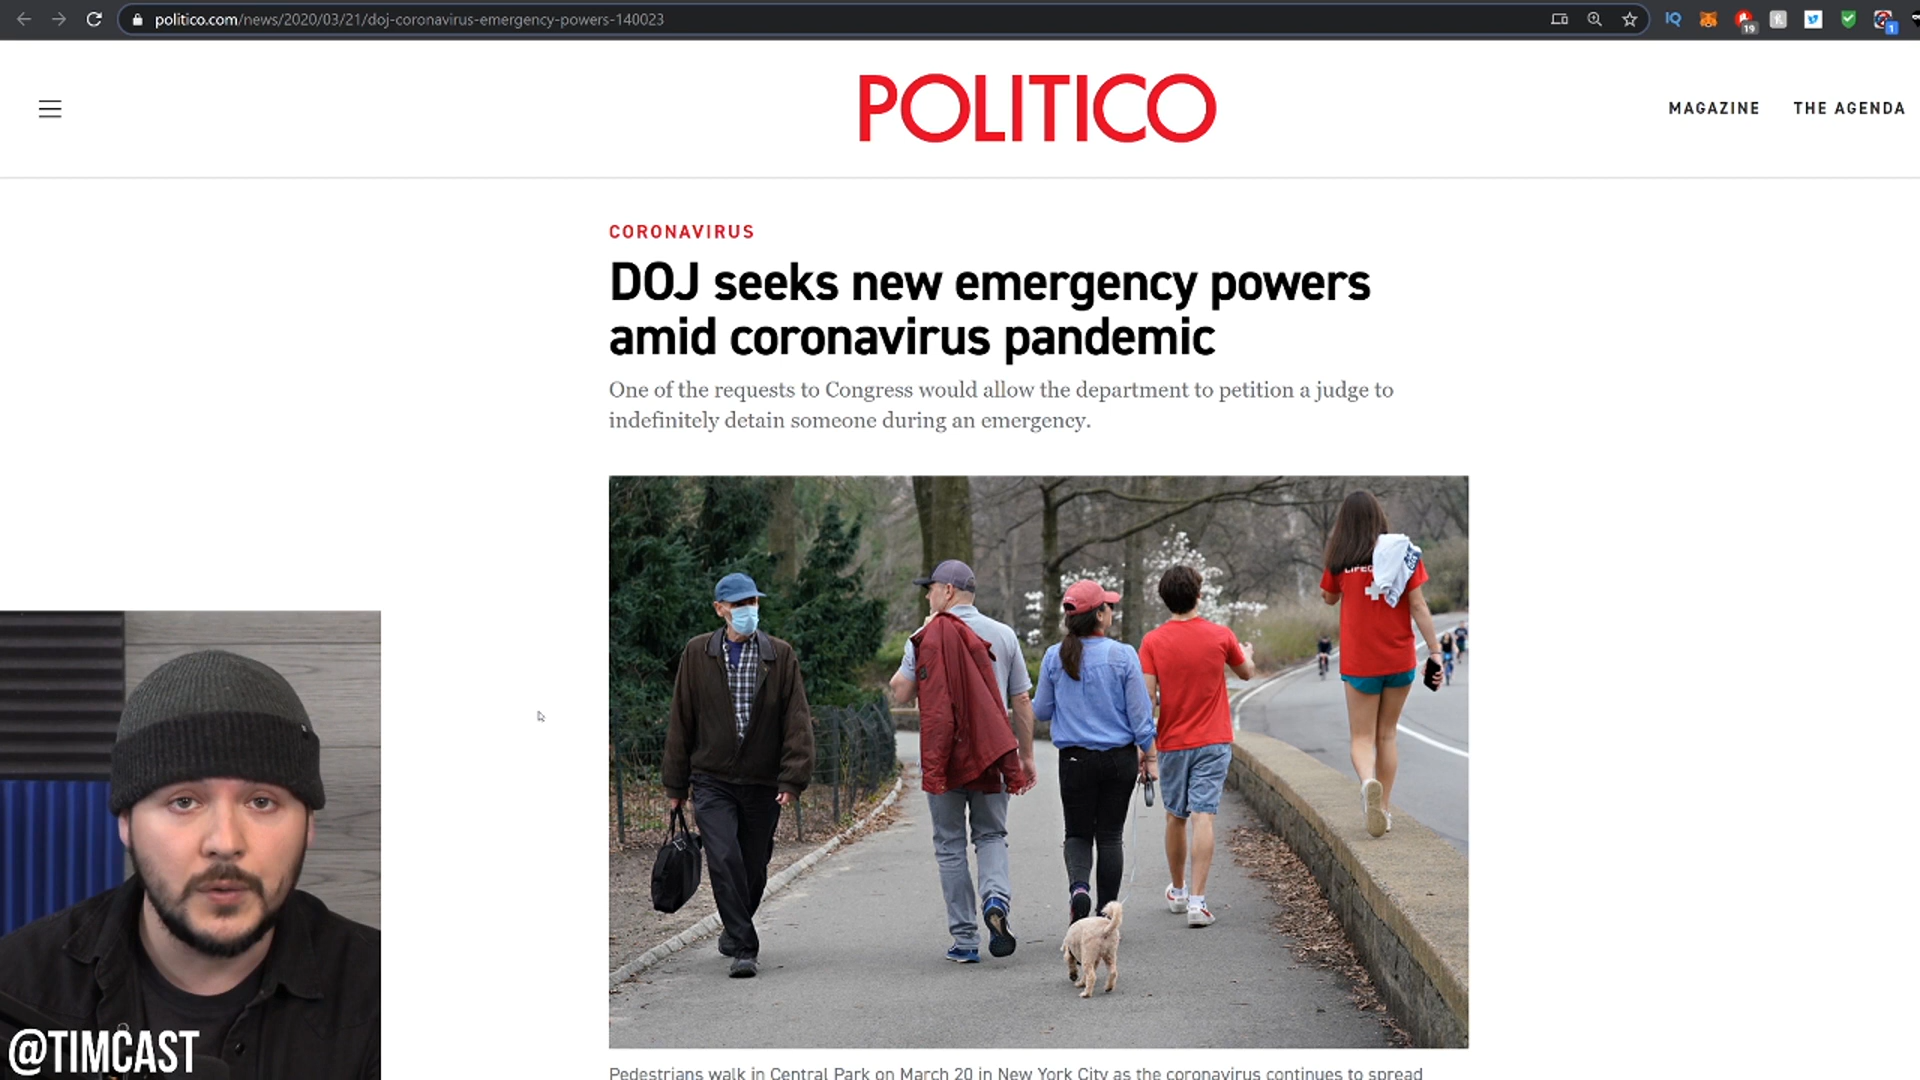 politico.com/news/2020/03/21/doj-coronavirus-emergency-powers-140023
IQ
19
1
POLITICO
MAGAZINE
THE AGENDA
CORONAVIRUS
DOJ seeks new emergency powers
amid coronavirus pandemic
One of the requests to Congress would allow the department to petition a judge to
indefinitely detain someone during an emergency.
@TIMCAST
Pedestrians walk in Central Park on March 20 in New York City as the coronavirus continues to spread